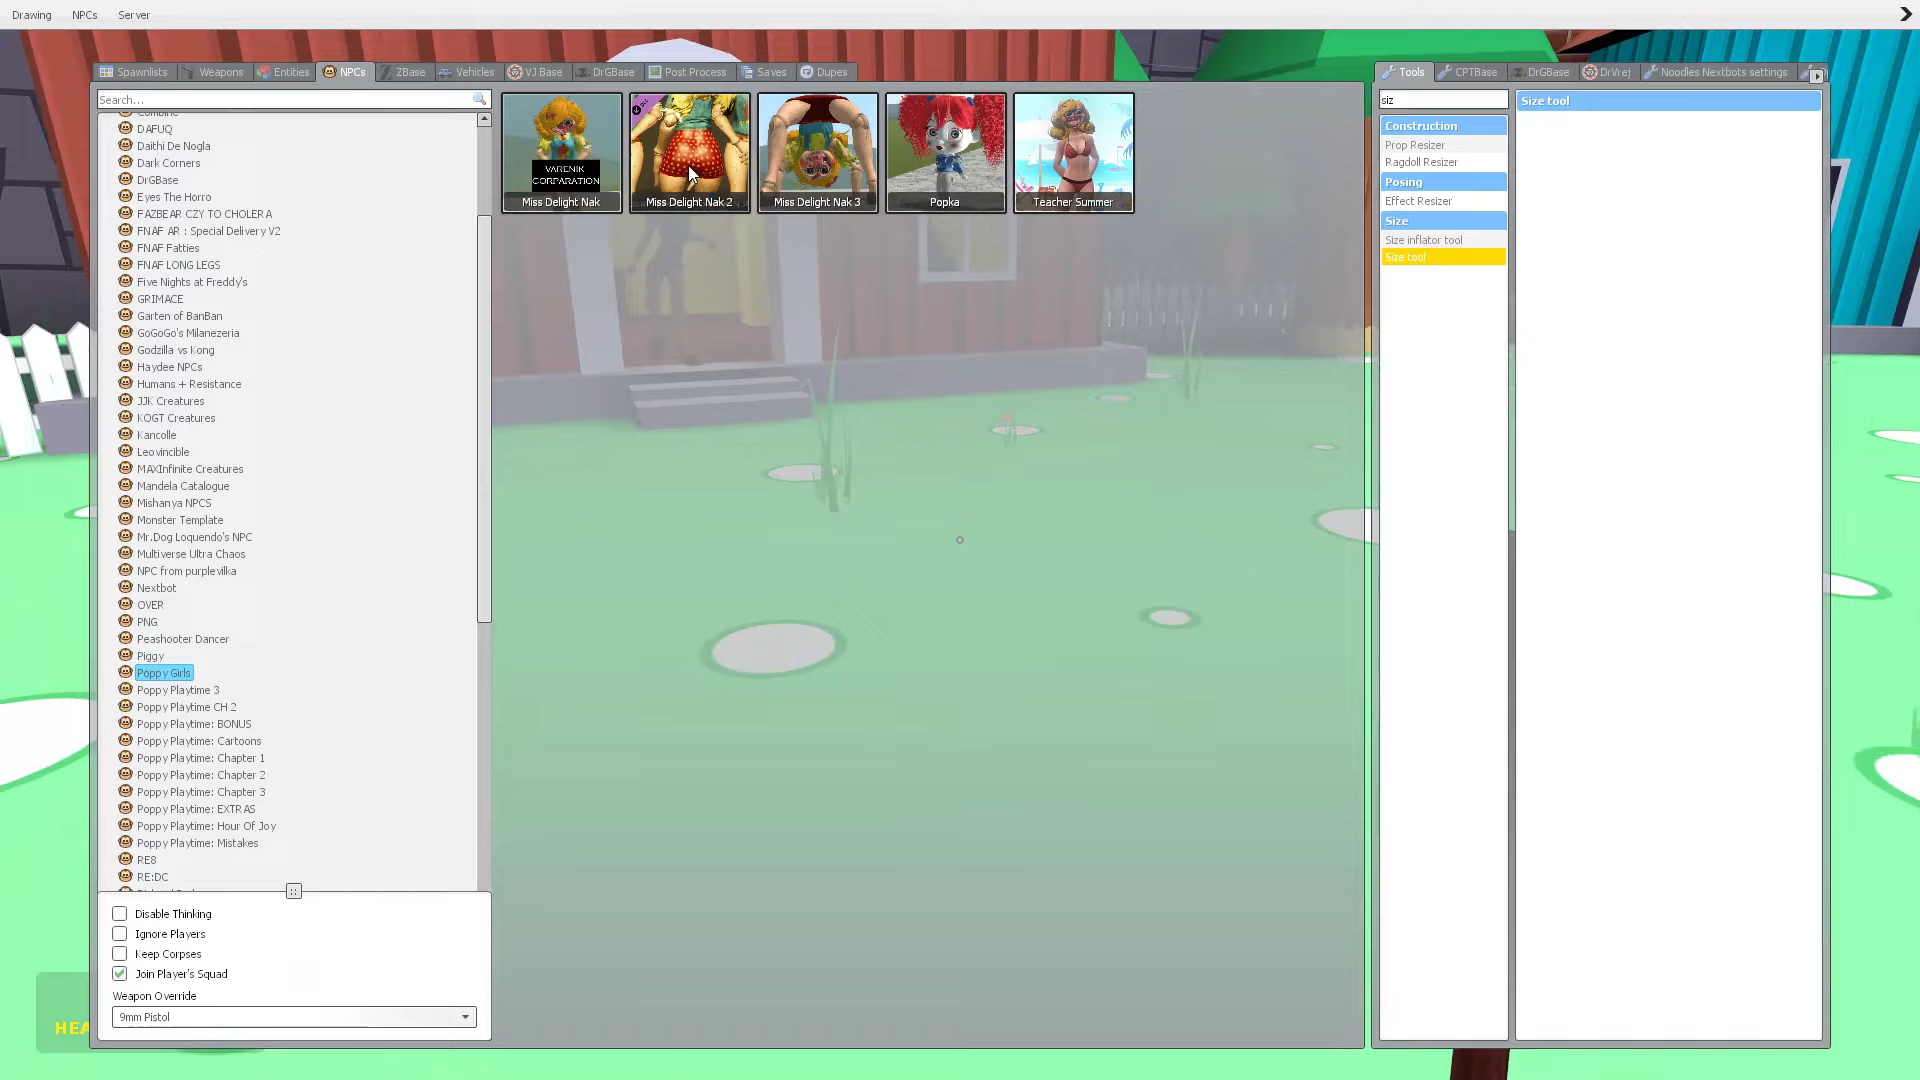 Drawing NPCs Server
Spawnlists Weapons Entities NPCs ZBase Vehicles VJ Base DrGBase Post Process Saves Dupes
Tools CPTBase DrGBase DrVrej Noodles Nextbots settings
Search...
DAFUQ
Daithi De Nogla
Dark Corners
DrGBase
Eyes The Horro
FAZBEAR CZY TO CHOLERA
FNAF AR : Special Delivery V2
FNAF Fatties
FNAF LONG LEGS
Five Nights at Freddy's
GRIMACE
Garten of BanBan
GoGoGo's Milanezeria
Godzilla vs Kong
Haydee NPCs
Humans + Resistance
JJK Creatures
KOGT Creatures
Kancolle
Leovincible
MAXInfinite Creatures
Mandela Catalogue
Mishanya NPCS
Monster Template
Mr.Dog Loquendo's NPC
Multiverse Ultra Chaos
NPC from purplevilka
Nextbot
OVER
PNG
Peashooter Dancer
Piggy
Poppy Girls
Poppy Playtime 3
Poppy Playtime CH 2
Poppy Playtime: BONUS
Poppy Playtime: Cartoons
Poppy Playtime: Chapter 1
Poppy Playtime: Chapter 2
Poppy Playtime: Chapter 3
Poppy Playtime: EXTRAS
Poppy Playtime: Hour Of Joy
Poppy Playtime: Mistakes
RE8
RE:DC
Disable Thinking
Ignore Players
Keep Corpses
Join Player's Squad
Weapon Override
9mm Pistol
HEA
VARENIK
CORPARATION
Miss Delight Nak
Miss Delight Nak 2
Miss Delight Nak 3
Popka
Teacher Summer
siz
Construction
Prop Resizer
Ragdoll Resizer
Posing
Effect Resizer
Size
Size inflator tool
Size tool
Size tool